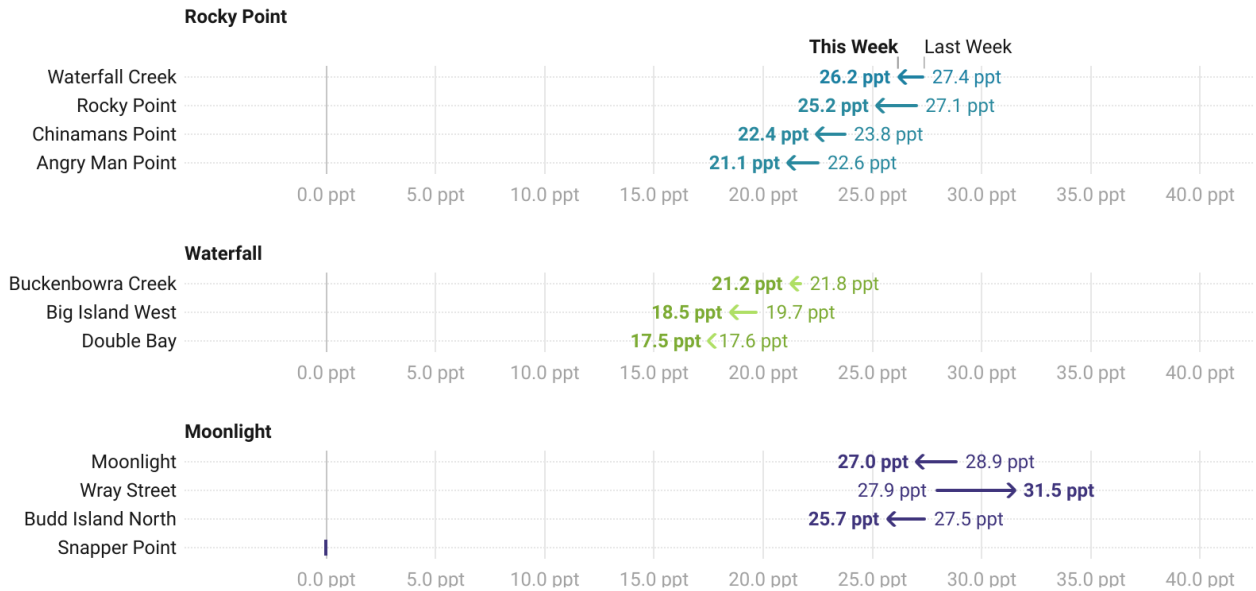 Rocky Point
This Week Last Week
Waterfall Creek 26.2 ppt 27.4 ppt
Rocky Point 25.2 ppt 27.1 ppt
Chinamans Point 22.4 ppt 23.8 ppt
Angry Man Point 21.1 ppt 22.6 ppt
0.0 ppt 5.0 ppt 10.0 ppt 15.0 ppt 20.0 ppt 25.0 ppt 30.0 ppt 35.0 ppt 40.0 ppt
Waterfall
Buckenbowra Creek 21.2 ppt 21.8 ppt
Big Island West 18.5 ppt 19.7 ppt
Double Bay 17.5 ppt 17.6 ppt
0.0 ppt 5.0 ppt 10.0 ppt 15.0 ppt 20.0 ppt 25.0 ppt 30.0 ppt 35.0 ppt 40.0 ppt
Moonlight
Moonlight 27.0 ppt 28.9 ppt
Wray Street 27.9 ppt 31.5 ppt
Budd Island North 25.7 ppt 27.5 ppt
Snapper Point
0.0 ppt 5.0 ppt 10.0 ppt 15.0 ppt 20.0 ppt 25.0 ppt 30.0 ppt 35.0 ppt 40.0 ppt